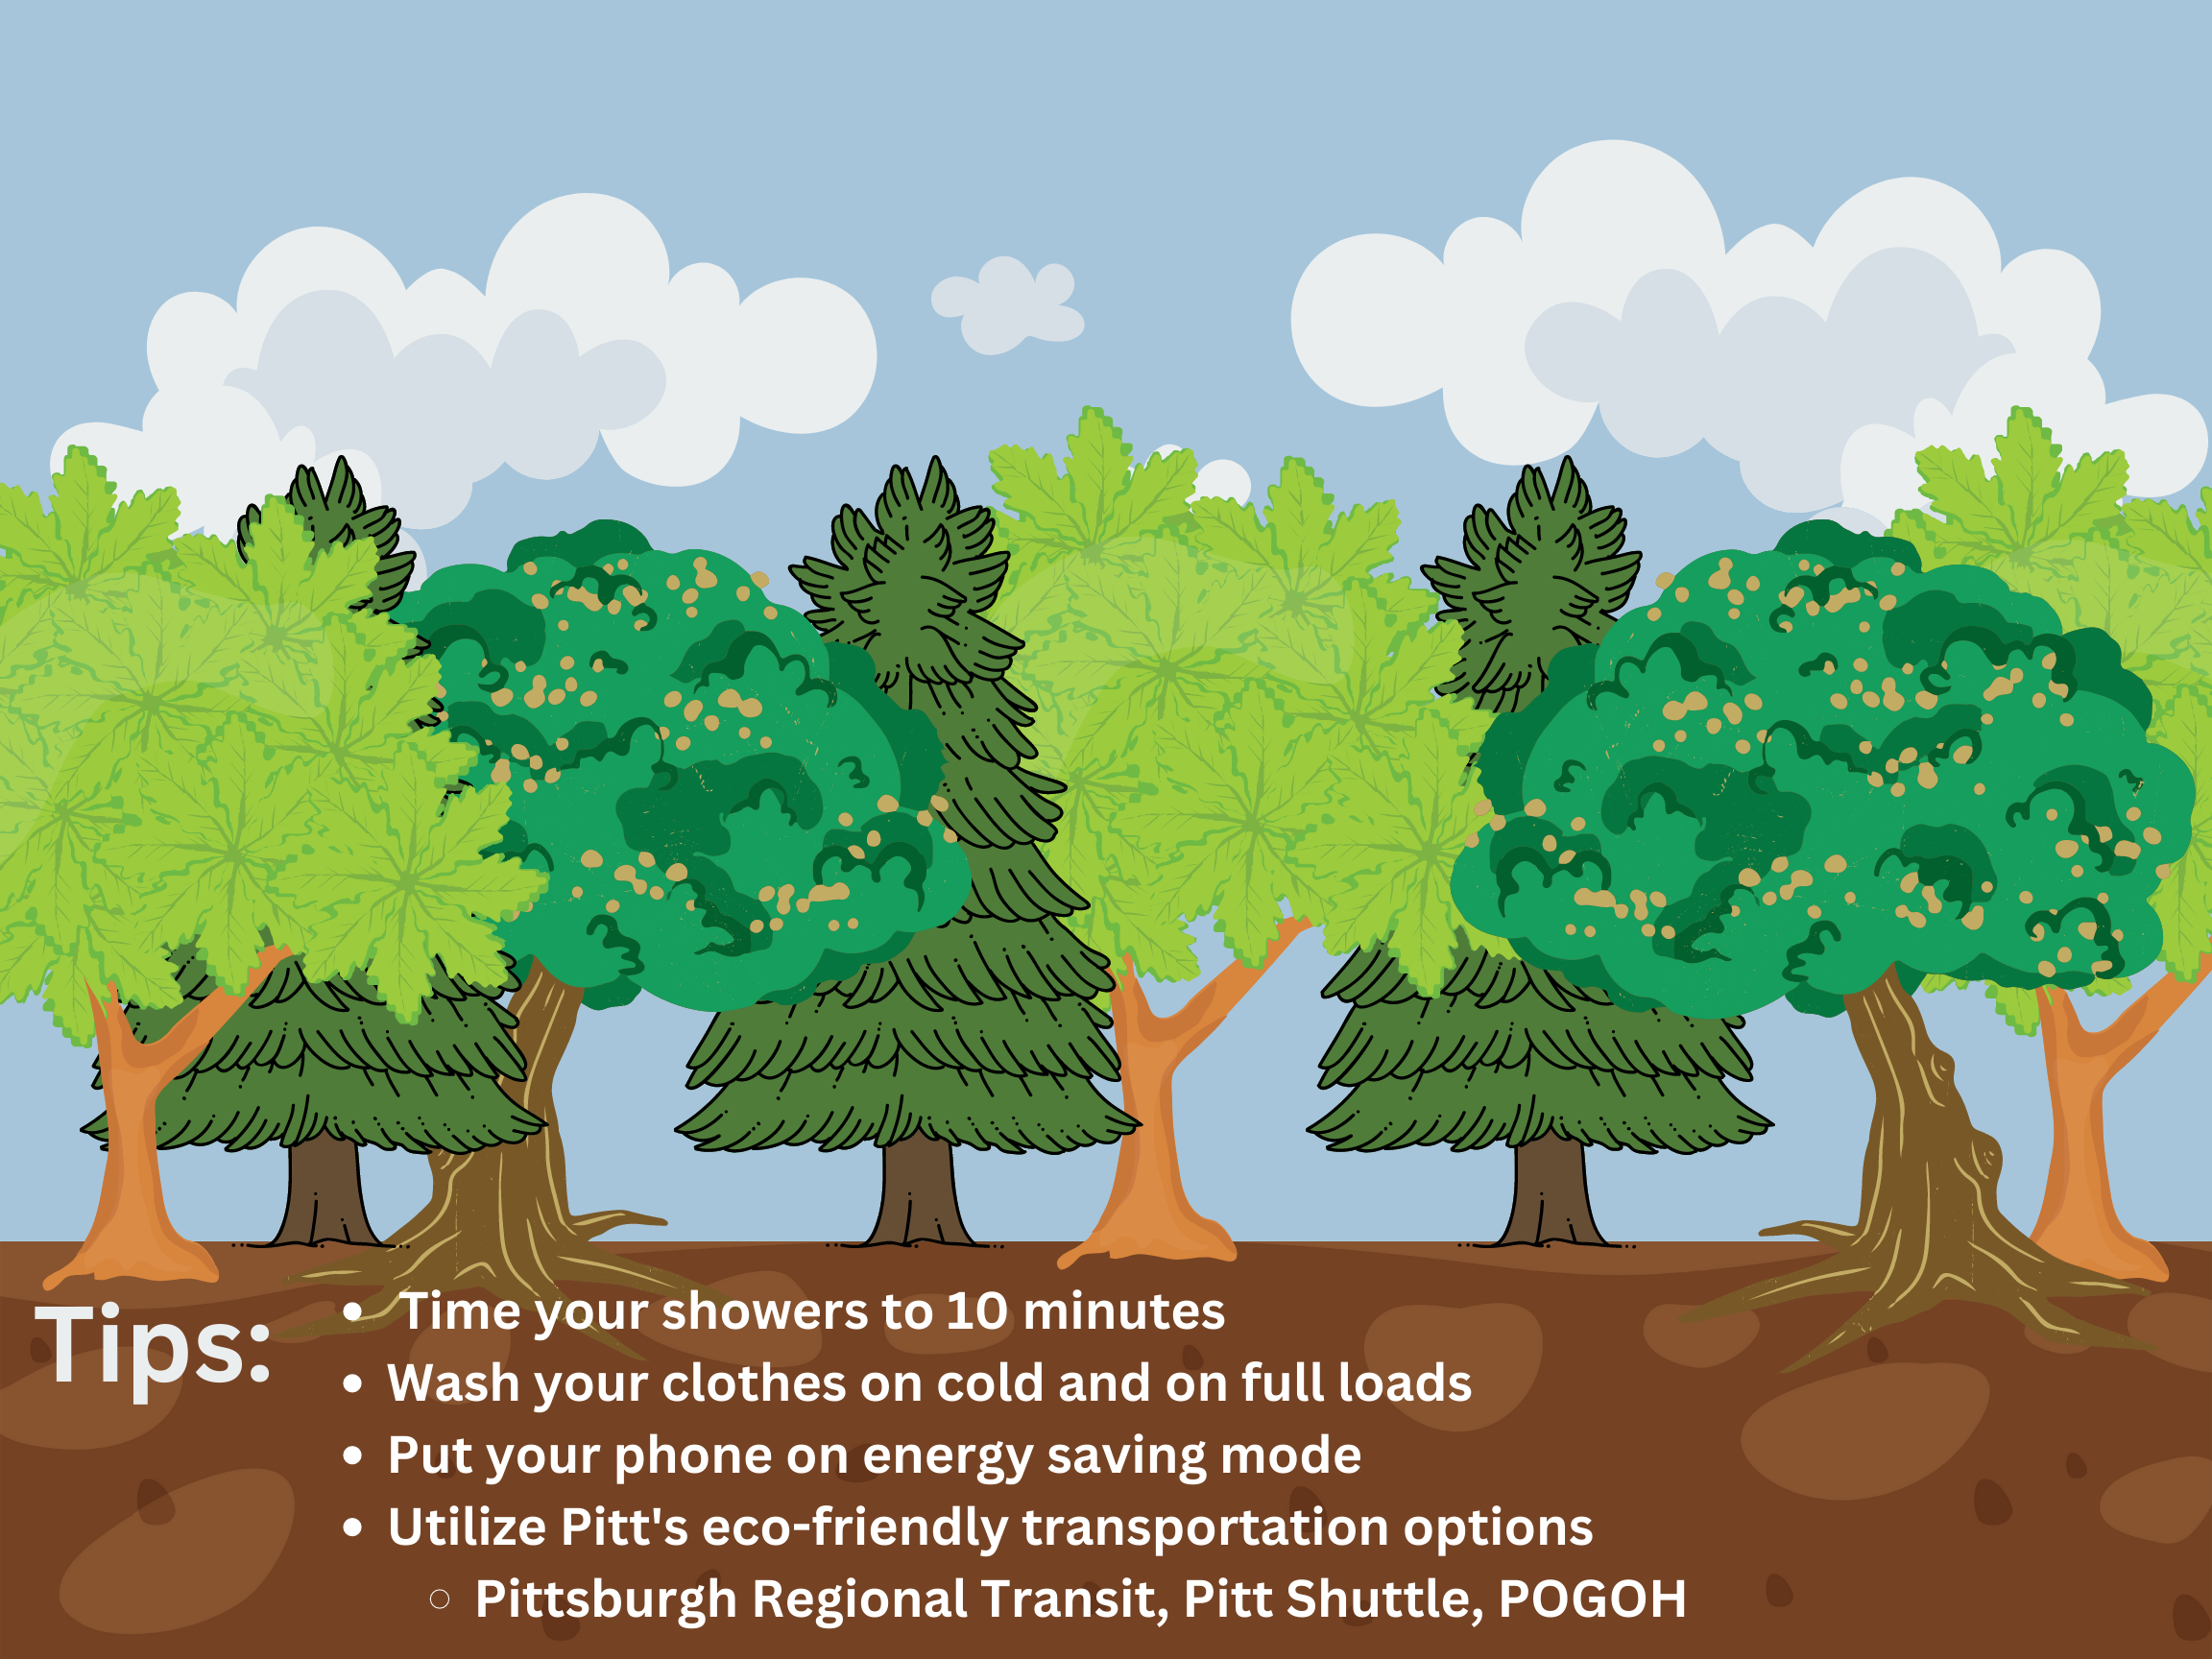 Tips:
Time your showers to 10 minutes
Wash your clothes on cold and on full loads
Put your phone on energy saving mode
Utilize Pitt's eco-friendly transportation options
Pittsburgh Regional Transit, Pitt Shuttle, POGOH